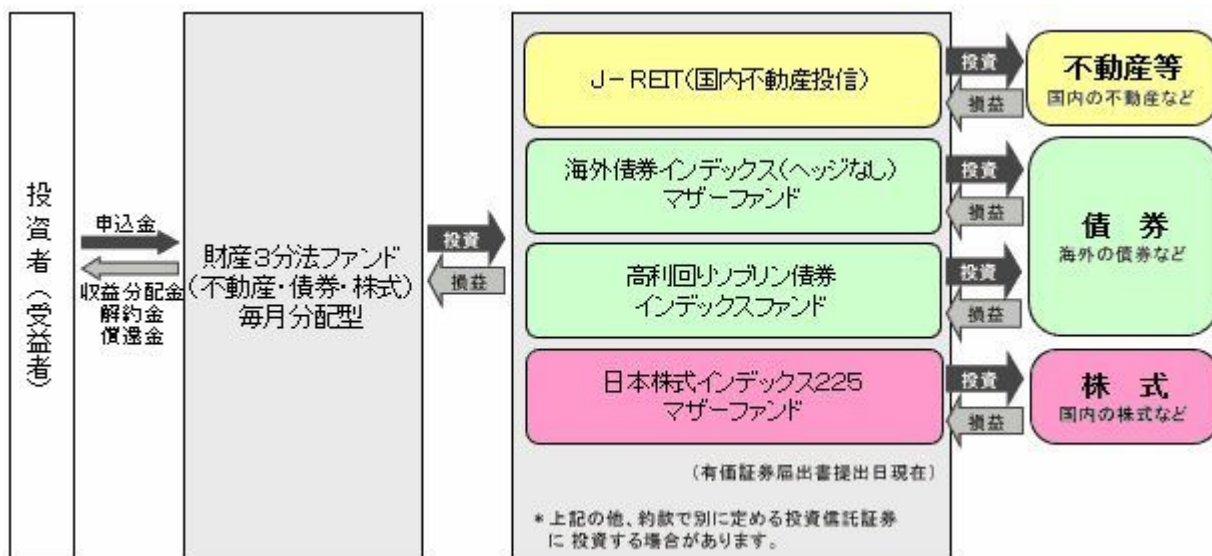 投資者（受益者）
申込金
収益分配金
解約金
償還金
財産3分法ファンド
(不動産・債券・株式)
毎月分配型
投資
損益
J－REIT(国内不動産投信)
投資
損益
不動産等
国内の不動産など
海外債券インデックス(ヘッジなし)
マザーファンド
投資
損益
高利回りソブリン債券
インデックスファンド
投資
損益
債 券
海外の債券など
日本株式インデックス225
マザーファンド
投資
損益
株 式
国内の株式など
(有価証券届出書提出日現在)
＊上記の他、約款で別に定める投資信託証券
に 投資する場合があります。